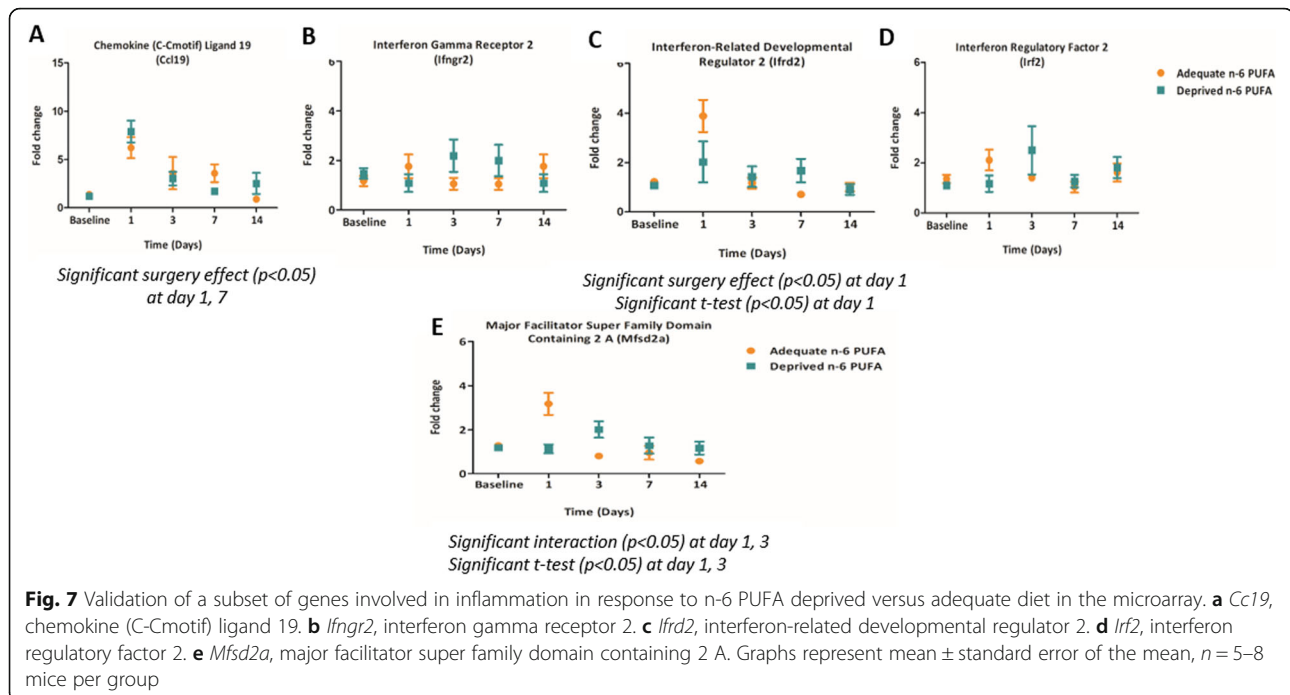 A
Chemokine (C-Cmotif) Ligand 19
(Ccl19)
Fold change
15
10
5
0
Baseline 1 3 7 14
Time (Days)
Significant surgery effect (p<0.05)
at day 1, 7
B
Interferon Gamma Receptor 2
(Ifngr2)
Fold change
6
4
2
0
Baseline 1 3 7 14
Time (Days)
C
Interferon-Related Developmental
Regulator 2 (Ifrd2)
Fold change
6
4
2
0
Baseline 1 3 7 14
Time (Days)
Significant surgery effect (p<0.05) at day 1
Significant t-test (p<0.05) at day 1
D
Interferon Regulatory Factor 2
(Irf2)
Fold change
6
4
2
0
Baseline 1 3 7 14
Time (Days)
Adequate n-6 PUFA
Deprived n-6 PUFA
E
Major Facilitator Super Family Domain
Containing 2 A (Mfsd2a)
Fold change
6
4
2
0
Baseline 1 3 7 14
Time (Days)
Adequate n-6 PUFA
Deprived n-6 PUFA
Significant interaction (p<0.05) at day 1, 3
Significant t-test (p<0.05) at day 1, 3
Fig. 7 Validation of a subset of genes involved in inflammation in response to n-6 PUFA deprived versus adequate diet in the microarray. a Cc19,
chemokine (C-Cmotif) ligand 19. b Ifngr2, interferon gamma receptor 2. c Ifrd2, interferon-related developmental regulator 2. d Irf2, interferon
regulatory factor 2. e Mfsd2a, major facilitator super family domain containing 2 A. Graphs represent mean ± standard error of the mean, n = 5–8
mice per group